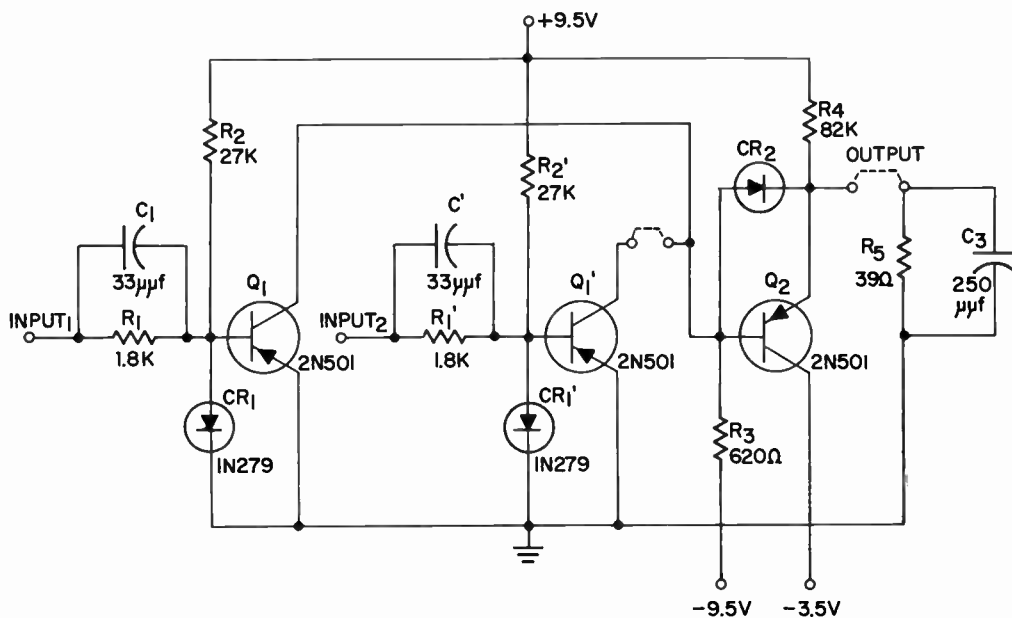 +9.5V
R2
27K
R2'
27K
R4
82K
CR2
OUTPUT
C1
33μμf
C'
33μμf
INPUT1
R1
1.8K
Q1
2N501
INPUT2
R1'
1.8K
Q1'
2N501
Q2
2N501
R5
39Ω
C3
250
μμf
CR1
IN279
CR1'
IN279
R3
620Ω
-9.5V
-3.5V